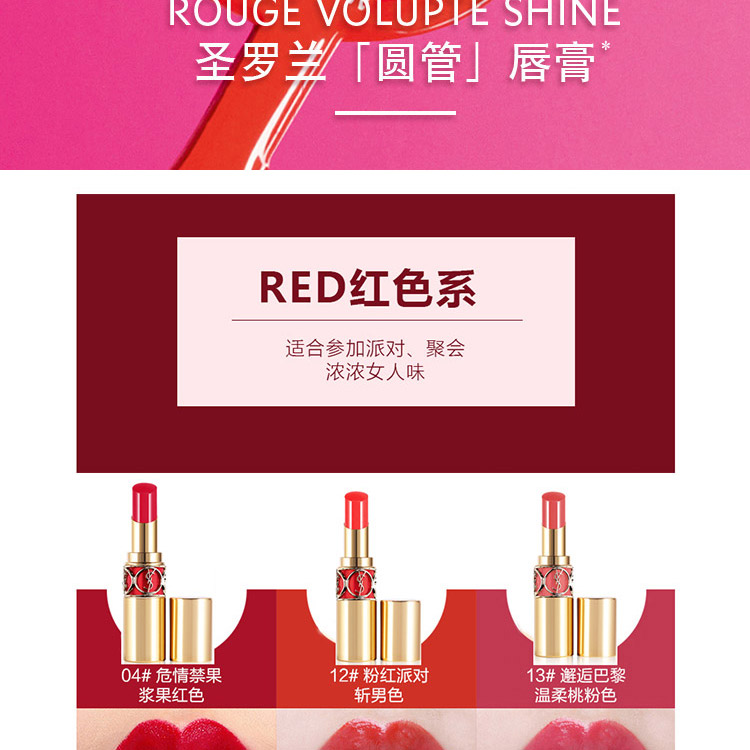 ROUGE VOLUPTE SHINE
圣罗兰「圆管」唇膏*
RED红色系
适合参加派对、聚会
浓浓女人味
04# 危情禁果
浆果红色
12# 粉红派对
斩男色
13# 邂逅巴黎
温柔桃粉色